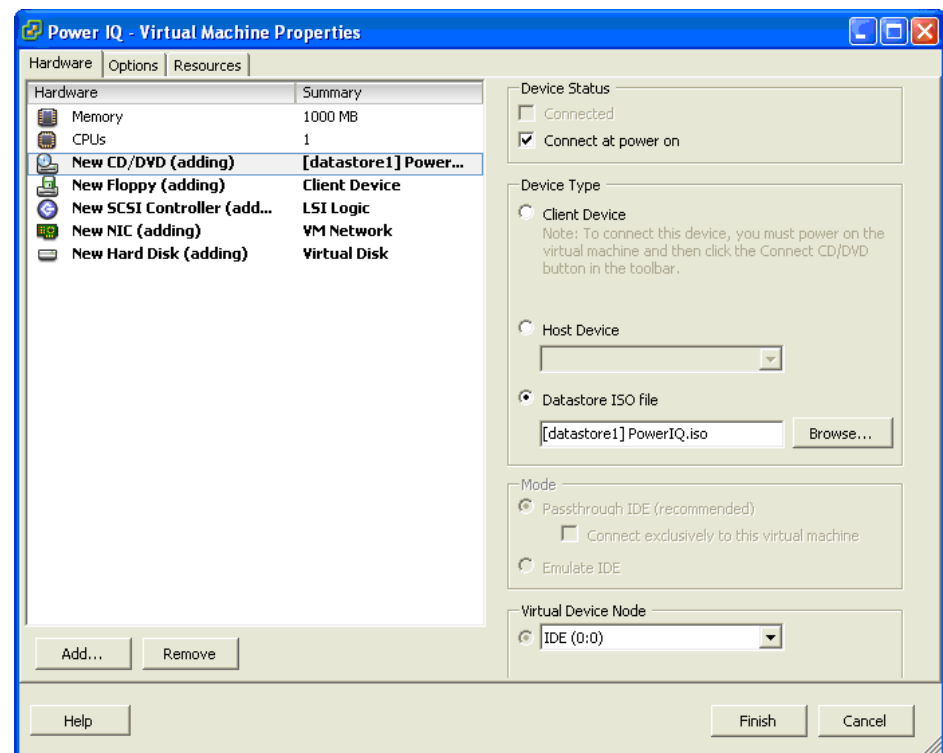 Power IQ - Virtual Machine Properties
Hardware Options Resources
Hardware Summary
Memory 1000 MB
CPUs 1
New CD/DVD (adding) [datastore1] Power...
New Floppy (adding) Client Device
New SCSI Controller (add... LSI Logic
New NIC (adding) VM Network
New Hard Disk (adding) Virtual Disk
Add... Remove
Device Status
Connected
Connect at power on
Device Type
Client Device
Note: To connect this device, you must power on the
virtual machine and then click the Connect CD/DVD
button in the toolbar.
Host Device
Datastore ISO file
[datastore1] PowerIQ.iso Browse...
Mode
Passthrough IDE (recommended)
Connect exclusively to this virtual machine
Emulate IDE
Virtual Device Node
IDE (0:0)
Help Finish Cancel